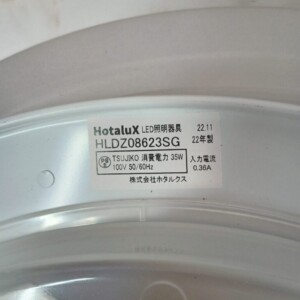 HotaluX LED照明器具 22.11
HLDZ08623SG 22年製
TSUJIKO 消費電力 35W 入力電流
100V 50/60Hz 0.36A
株式会社ホタルクス